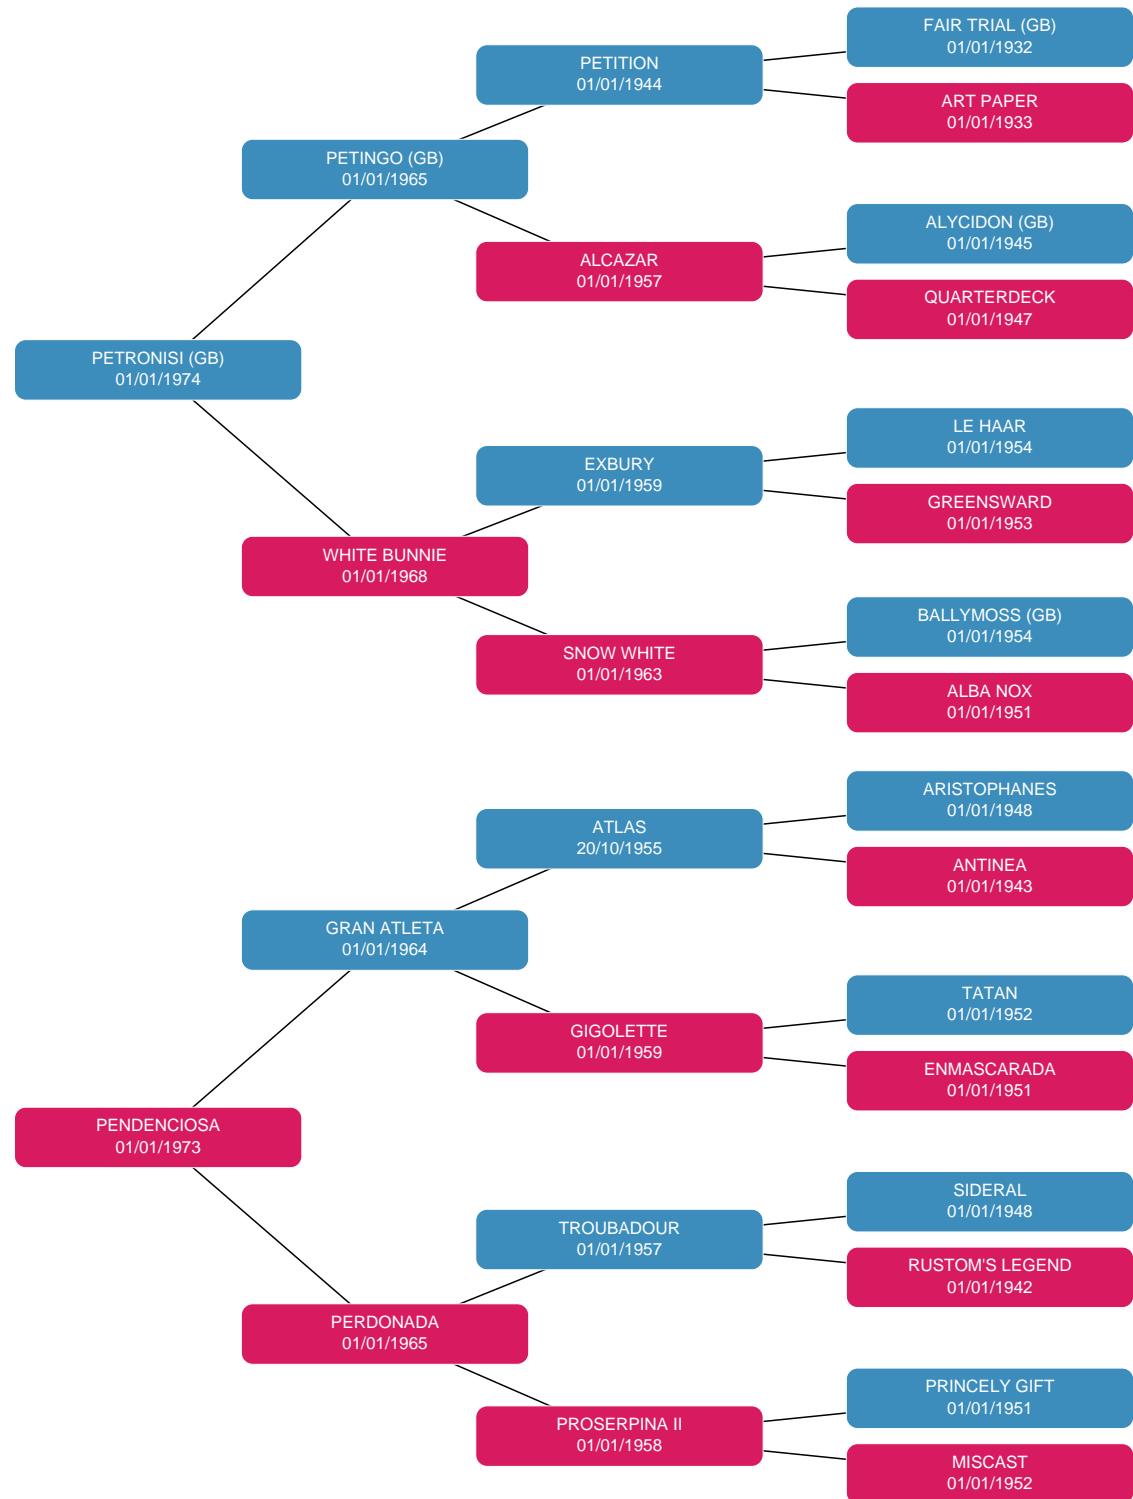 FAIR TRIAL (GB)
01/01/1932
PETITION
01/01/1944
ART PAPER
01/01/1933
PETINGO (GB)
01/01/1965
ALYCIDON (GB)
01/01/1945
ALCAZAR
01/01/1957
QUARTERDECK
01/01/1947
PETRONISI (GB)
01/01/1974
LE HAAR
01/01/1954
EXBURY
01/01/1959
GREENSWARD
01/01/1953
WHITE BUNNIE
01/01/1968
BALLYMOSS (GB)
01/01/1954
SNOW WHITE
01/01/1963
ALBA NOX
01/01/1951
ARISTOPHANES
01/01/1948
ATLAS
20/10/1955
ANTINEA
01/01/1943
GRAN ATLETA
01/01/1964
TATAN
01/01/1952
GIGOLETTE
01/01/1959
ENMASCARADA
01/01/1951
PENDENCIOSA
01/01/1973
SIDERAL
01/01/1948
TROUBADOUR
01/01/1957
RUSTOM'S LEGEND
01/01/1942
PERDONADA
01/01/1965
PRINCELY GIFT
01/01/1951
PROSERPINA II
01/01/1958
MISCAST
01/01/1952